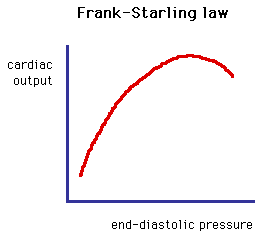 Frank-Starling law
cardiac
output
end-diastolic pressure